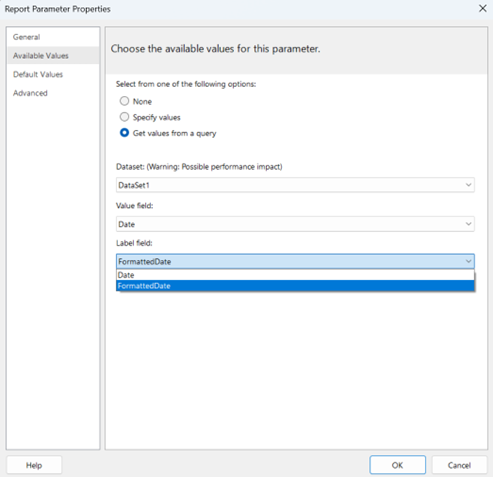 Report Parameter Properties
General
Available Values
Default Values
Advanced
Choose the available values for this parameter.
Select from one of the following options:
None
Specify values
Get values from a query
Dataset: (Warning: Possible performance impact)
DataSet1
Value field:
Date
Label field:
FormattedDate
Date
FormattedDate
Help
OK
Cancel